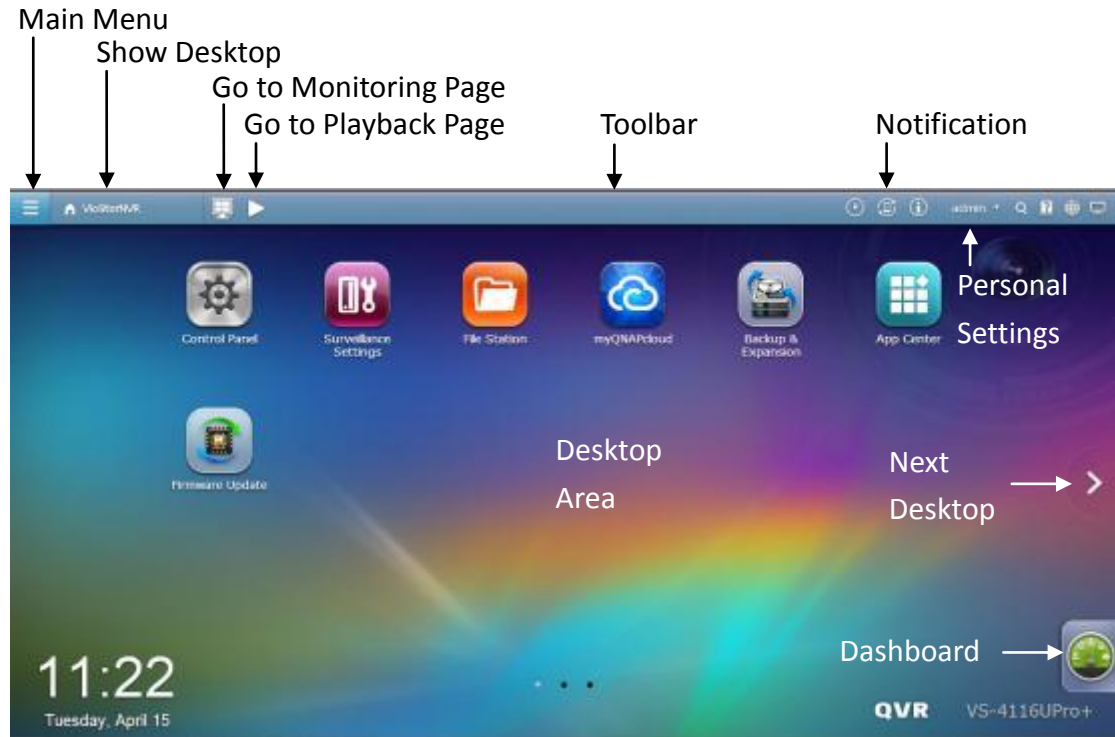 Main Menu
Show Desktop
Go to Monitoring Page
Go to Playback Page
Toolbar
Notification
VioStorNVR
admin
Personal
Settings
Control Panel
Surveillance
Settings
File Station
myQNAPcloud
Backup &
Expansion
App Center
Firmware Update
Desktop
Area
Next
Desktop
Dashboard
11:22
Tuesday, April 15
QVR VS-4116UPro+